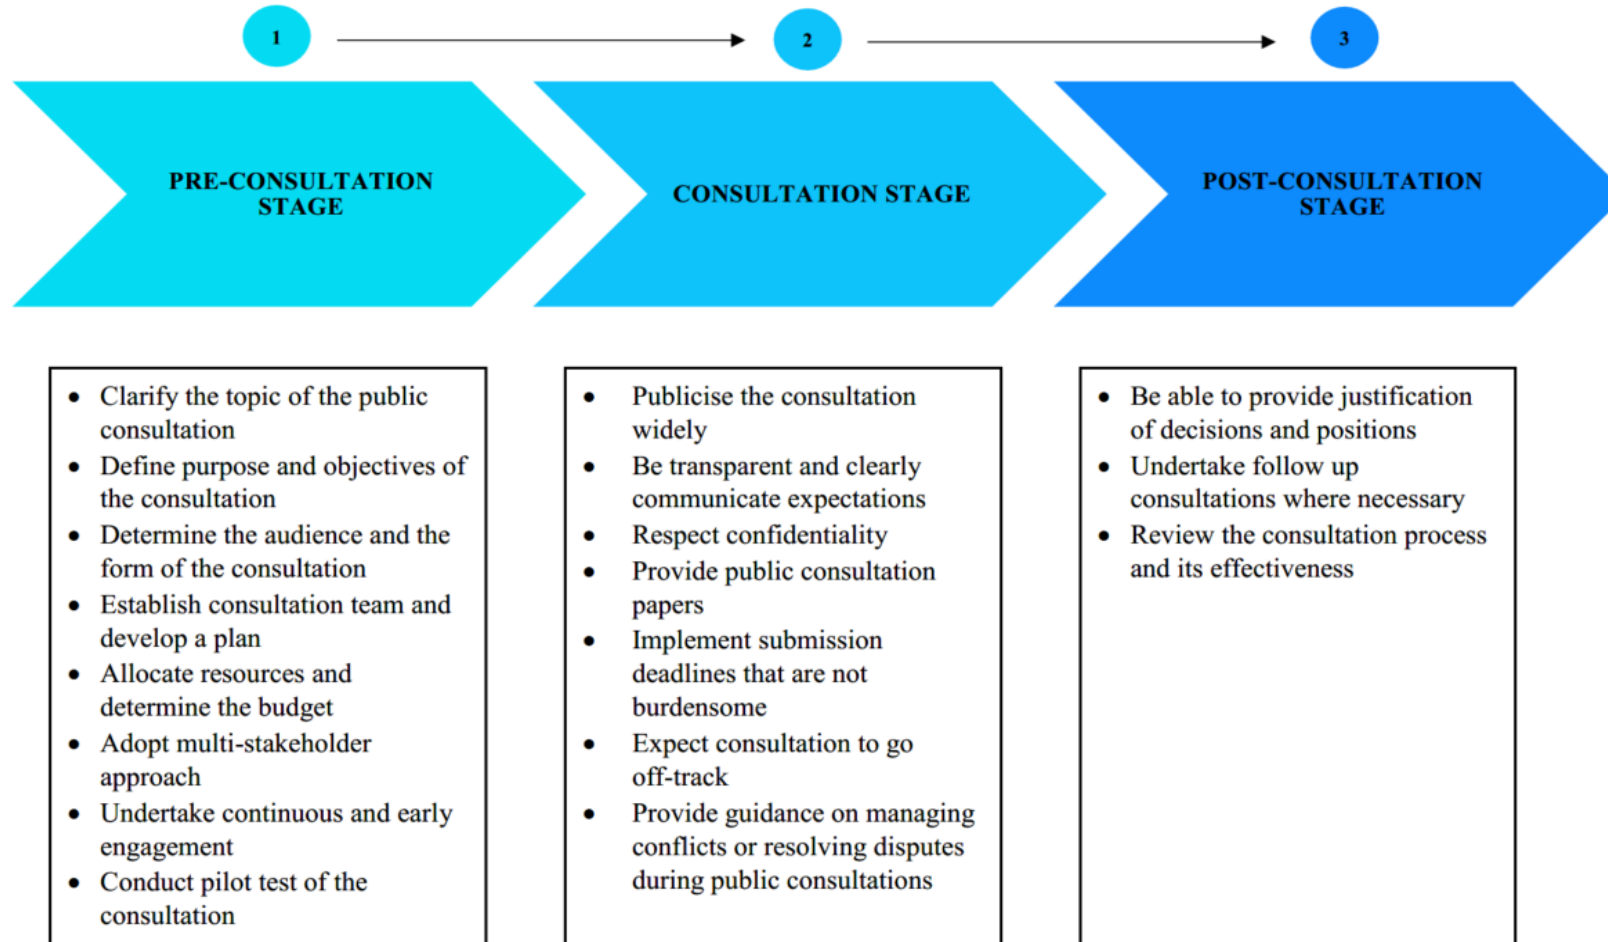 1
2
3
PRE-CONSULTATION
STAGE
CONSULTATION STAGE
POST-CONSULTATION
STAGE
• Clarify the topic of the public
consultation
• Define purpose and objectives of
the consultation
• Determine the audience and the
form of the consultation
• Establish consultation team and
develop a plan
• Allocate resources and
determine the budget
• Adopt multi-stakeholder
approach
• Undertake continuous and early
engagement
• Conduct pilot test of the
consultation
• Publicise the consultation
widely
• Be transparent and clearly
communicate expectations
• Respect confidentiality
• Provide public consultation
papers
• Implement submission
deadlines that are not
burdensome
• Expect consultation to go
off-track
• Provide guidance on managing
conflicts or resolving disputes
during public consultations
• Be able to provide justification
of decisions and positions
• Undertake follow up
consultations where necessary
• Review the consultation process
and its effectiveness